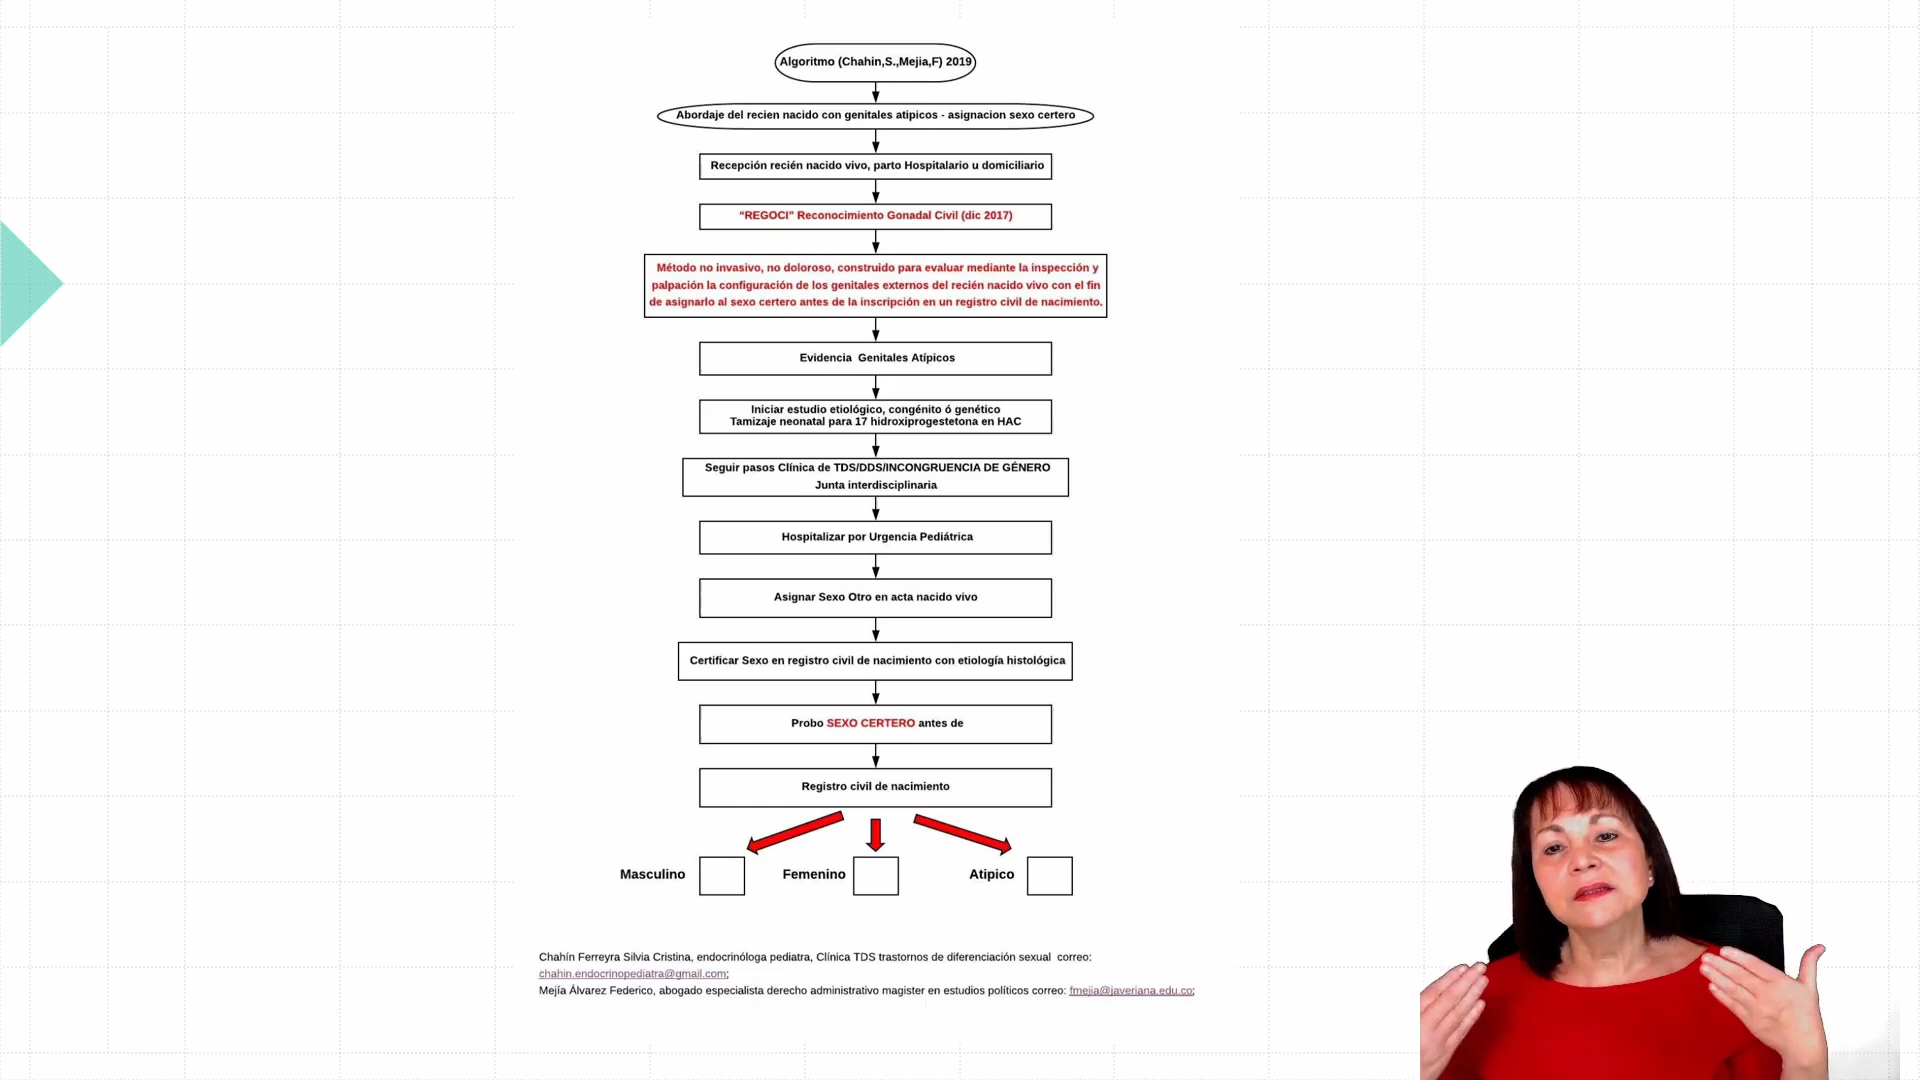 Algoritmo (Chahin,S.,Mejia,F) 2019
Abordaje del recien nacido con genitales atipicos - asignacion sexo certero
Recepción recién nacido vivo, parto Hospitalario u domiciliario
“REGOCI” Reconocimiento Gonadal Civil (dic 2017)
Método no invasivo, no doloroso, construido para evaluar mediante la inspección y
palpación la configuración de los genitales externos del recién nacido vivo con el fin
de asignarlo al sexo certero antes de la inscripción en un registro civil de nacimiento.
Evidencia Genitales Atípicos
Iniciar estudio etiológico, congénito ó genético
Tamizaje neonatal para 17 hidroxiprogestetona en HAC
Seguir pasos Clínica de TDS/DDS/INCONGRUENCIA DE GÉNERO
Junta interdisciplinaria
Hospitalizar por Urgencia Pediátrica
Asignar Sexo Otro en acta nacido vivo
Certificar Sexo en registro civil de nacimiento con etiología histológica
Probo SEXO CERTERO antes de
Registro civil de nacimiento
Masculino Femenino Atipico
Chahín Ferreyra Silvia Cristina, endocrinóloga pediatra, Clínica TDS trastornos de diferenciación sexual correo:
chahin.endocrinopediatra@gmail.com;
Mejía Álvarez Federico, abogado especialista derecho administrativo magister en estudios políticos correo: fmejia@javeriana.edu.co;